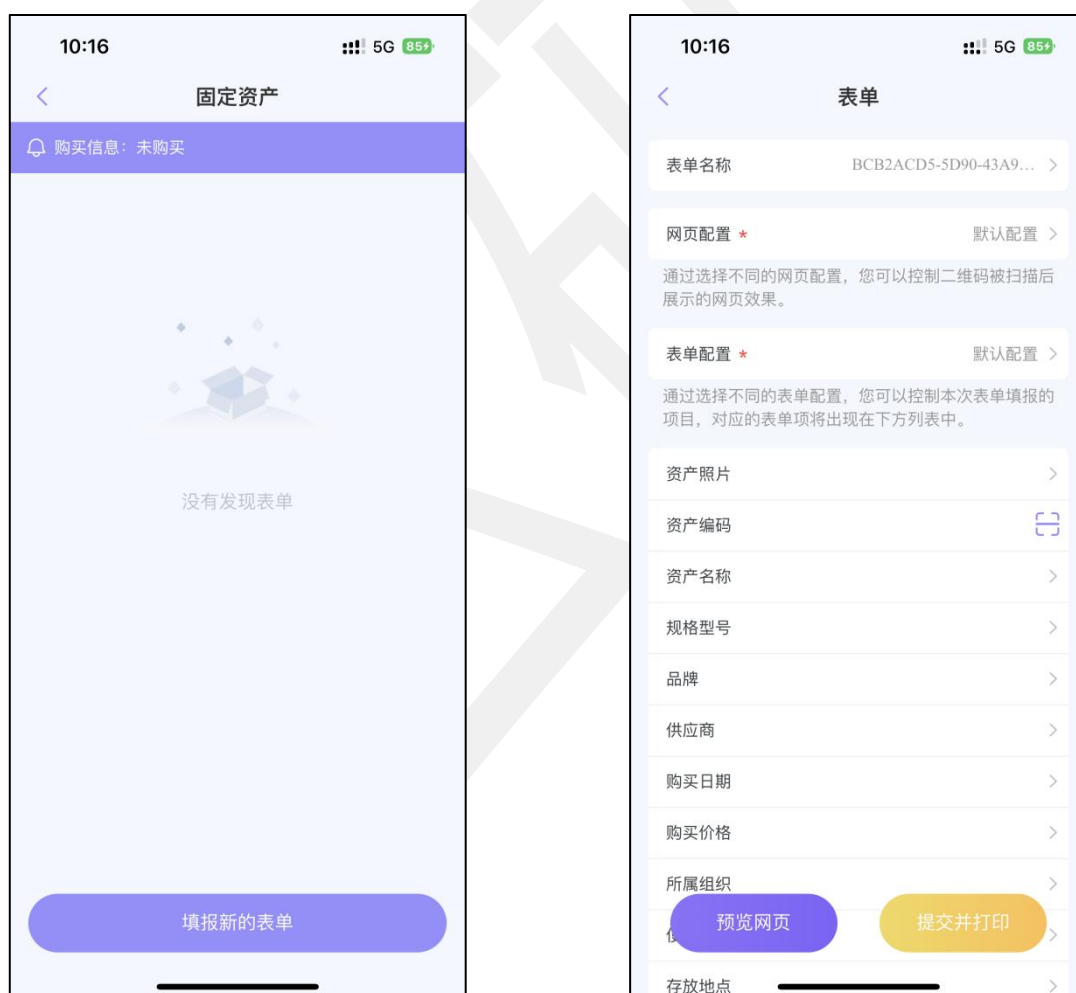 10:16
5G 85
固定资产
购买信息：未购买
没有发现表单
填报新的表单
10:16
5G 85
表单
表单名称 BCB2ACD5-5D90-43A9...
网页配置 * 默认配置
通过选择不同的网页配置，您可以控制二维码被扫描后
展示的网页效果。
表单配置 * 默认配置
通过选择不同的表单配置，您可以控制本次表单填报的
项目，对应的表单项将出现在下方列表中。
资产照片
资产编码
资产名称
规格型号
品牌
供应商
购买日期
购买价格
所属组织
预览网页
提交并打印
存放地点